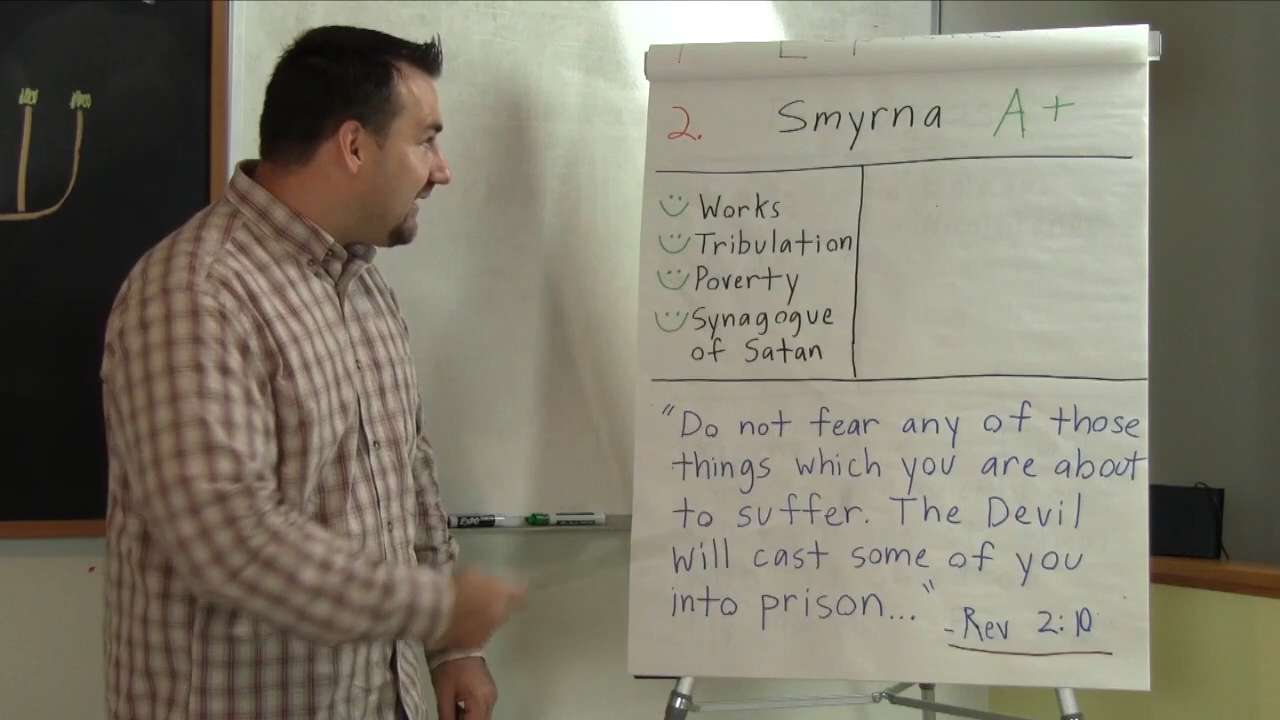 2. Smyrna A+
Works
Tribulation
Poverty
Synagogue
of Satan
"Do not fear any of those
things which you are about
to suffer. The Devil
will cast some of you
into prison..."
-Rev 2:10
EXPO